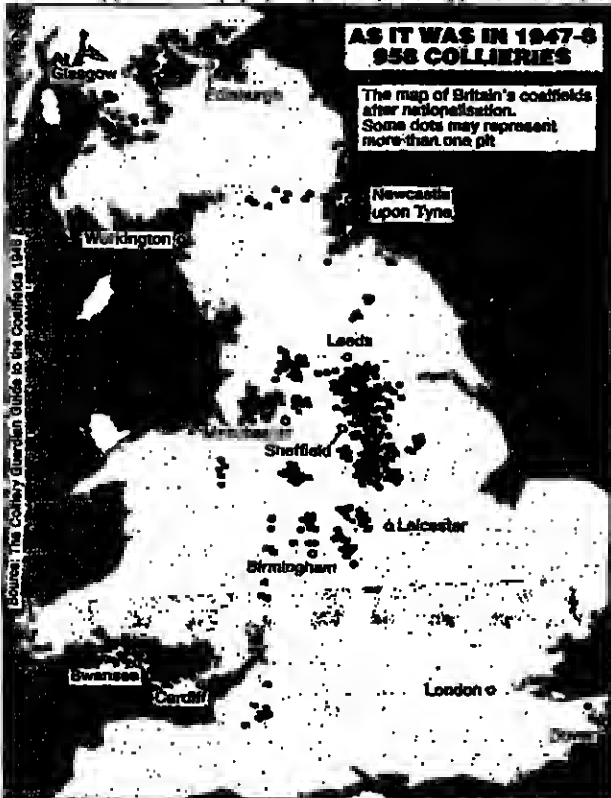 AS IT WAS IN 1947-8
958 COLLIERIES
The map of Britain's coalfields
after nationalisation.
Some dots may represent
more than one pit
Glasgow
Edinburgh
Newcastle
upon Tyne
Workington
Leeds
Manchester
Sheffield
Leicester
Birmingham
Swansea
Cardiff
London
Dover
Source: The Colliery Guardian Guide to the Coalfields 1948